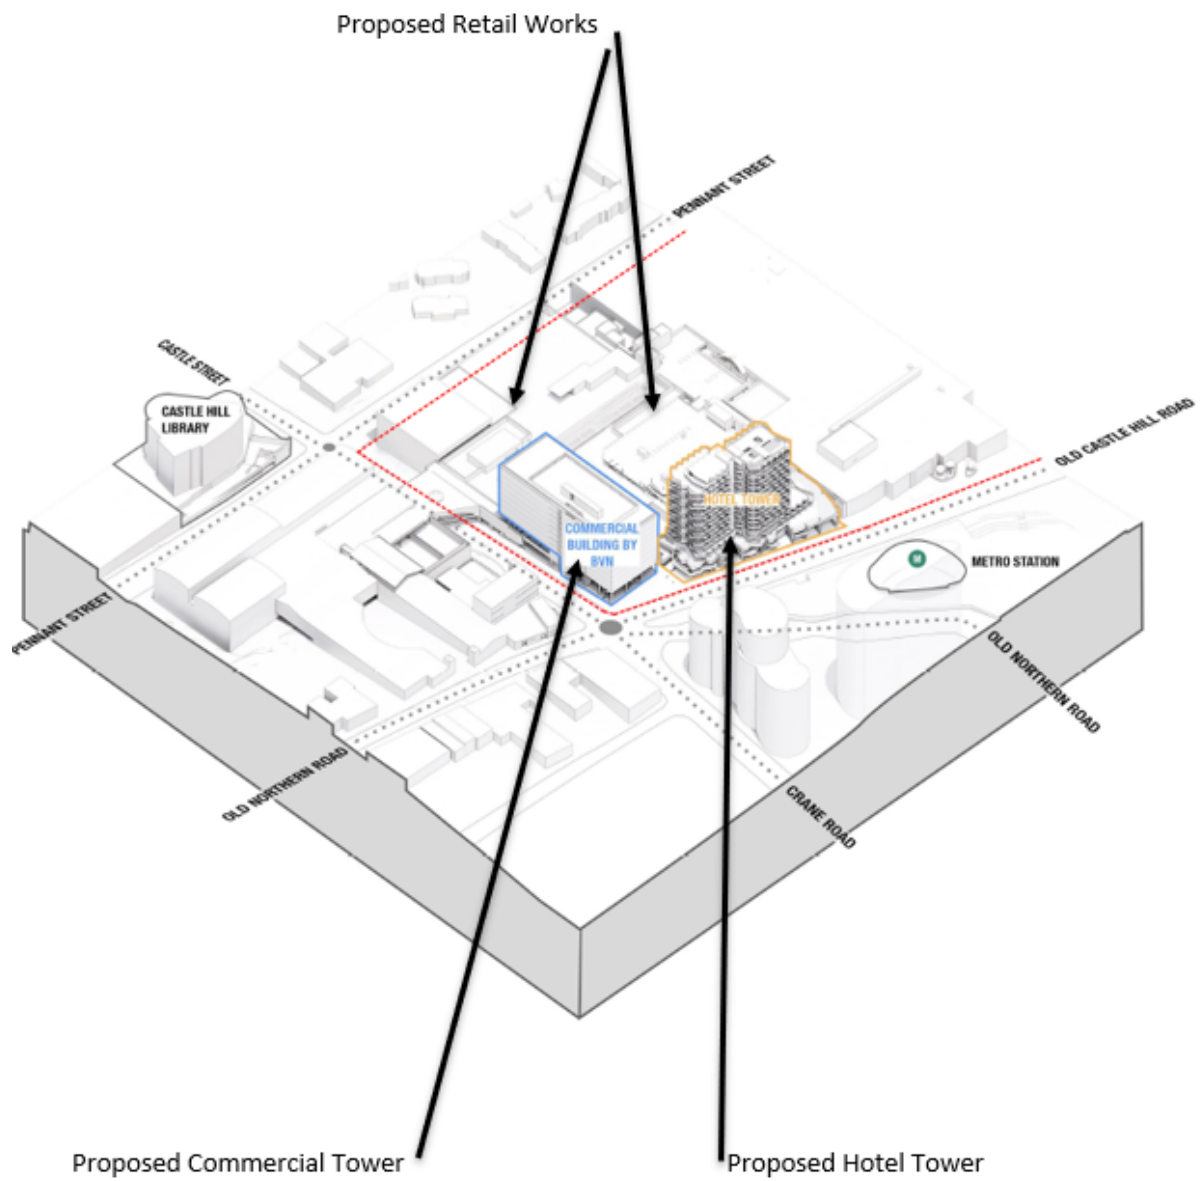 Proposed Retail Works
PENNANT STREET
CASTLE STREET
CASTLE HILL
LIBRARY
OLD CASTLE HILL ROAD
HOTEL TOWER
COMMERCIAL
BUILDING BY
BVN
M
METRO STATION
PENNANT STREET
OLD NORTHERN ROAD
OLD NORTHERN ROAD
CRANE ROAD
Proposed Commercial Tower
Proposed Hotel Tower